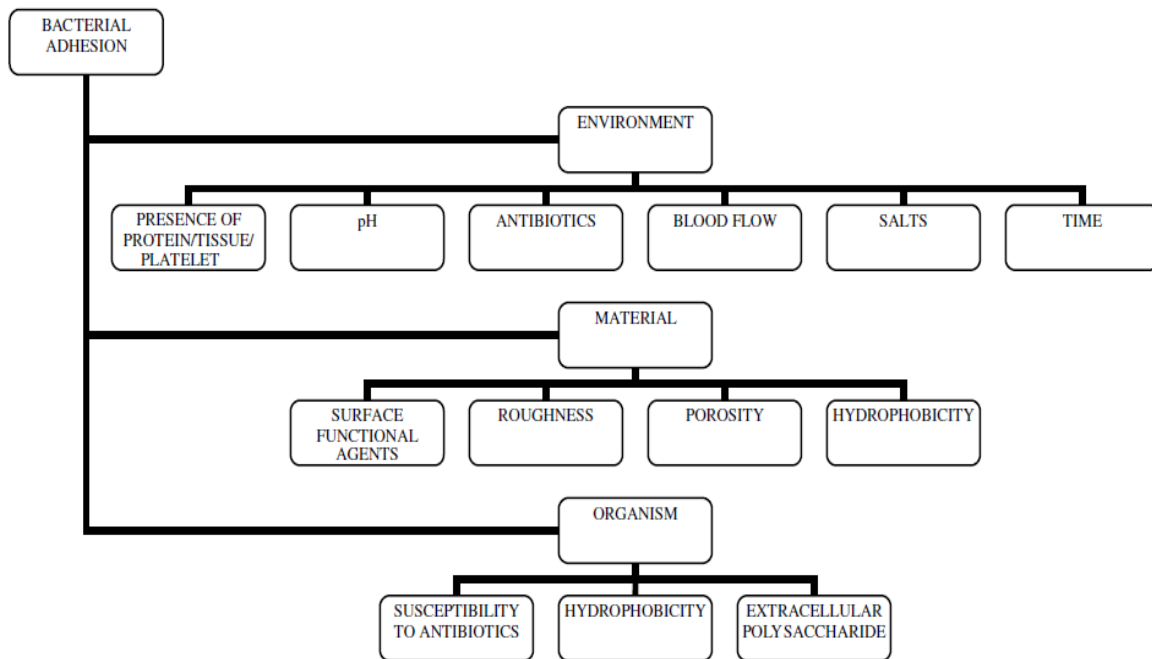 BACTERIAL
ADHESION
ENVIRONMENT
PRESENCE OF
PROTEIN/TISSUE/
PLATELET
pH
ANTIBIOTICS
BLOOD FLOW
SALTS
TIME
MATERIAL
SURFACE
FUNCTIONAL
AGENTS
ROUGHNESS
POROSITY
HYDROPHOBICITY
ORGANISM
SUSCEPTIBILITY
TO ANTIBIOTICS
HYDROPHOBICITY
EXTRACELLULAR
POLYSACCHARIDE